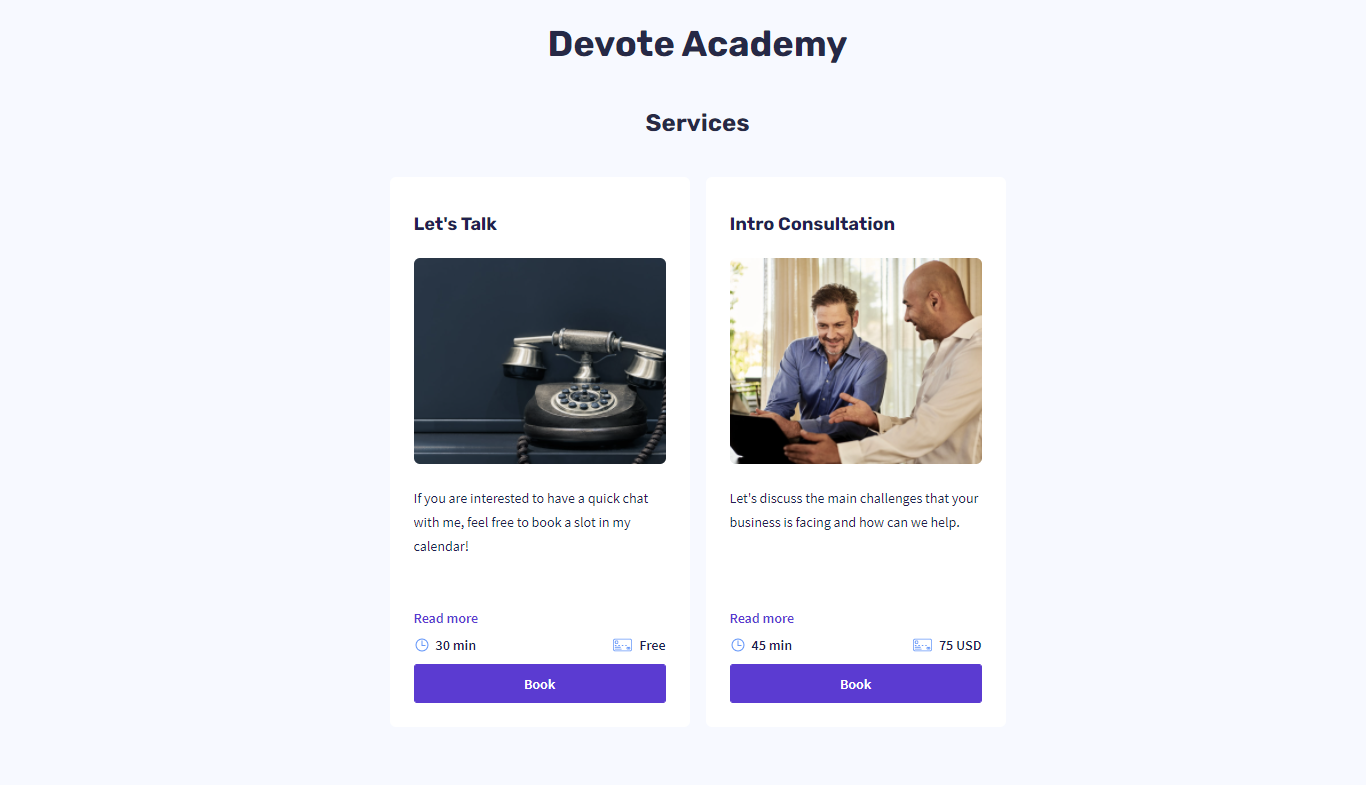 Devote Academy
Services
Let's Talk
If you are interested to have a quick chat
with me, feel free to book a slot in my
calendar!
Read more
30 min
Free
Book
Intro Consultation
Let's discuss the main challenges that your
business is facing and how can we help.
Read more
45 min
75 USD
Book